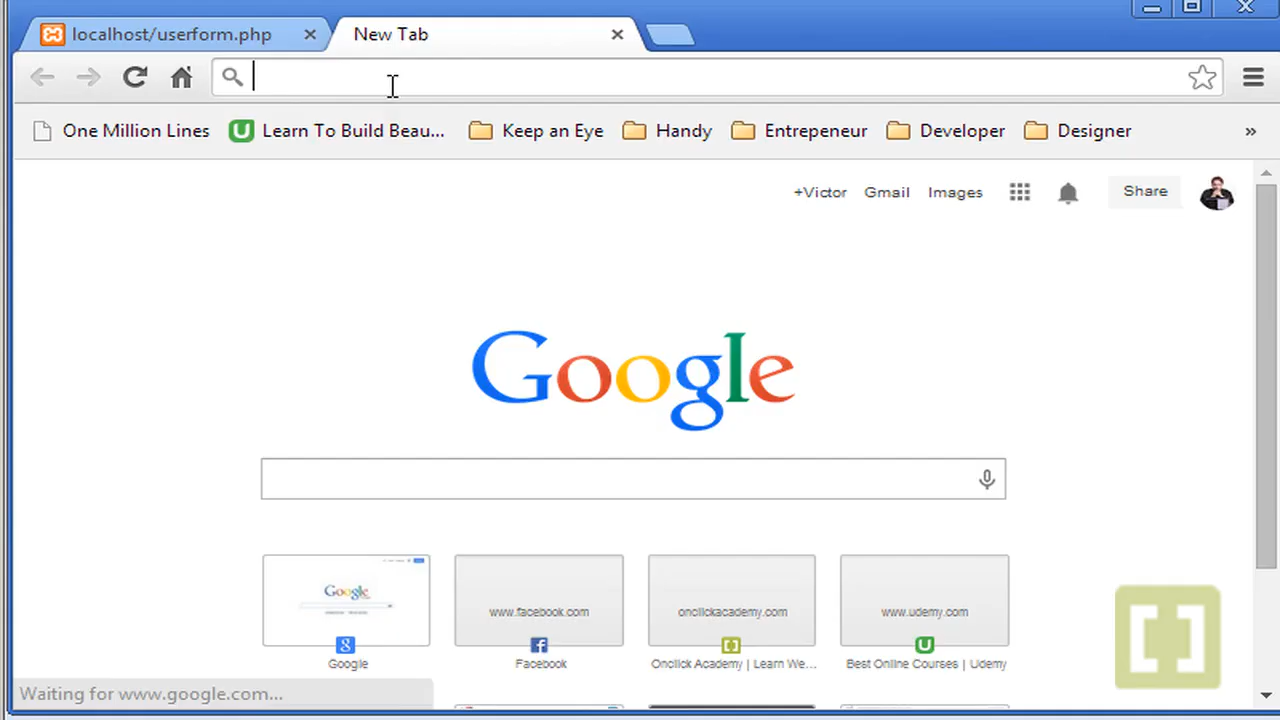 localhost/userform.php
New Tab
One Million Lines
Learn To Build Beau...
Keep an Eye
Handy
Entrepeneur
Developer
Designer
»
+Victor
Gmail
Images
Share
Google
Google
www.facebook.com
onclickacademy.com
www.udemy.com
Google
Facebook
Onclick Academy | Learn We...
Best Online Courses | Udemy
Waiting for www.google.com...